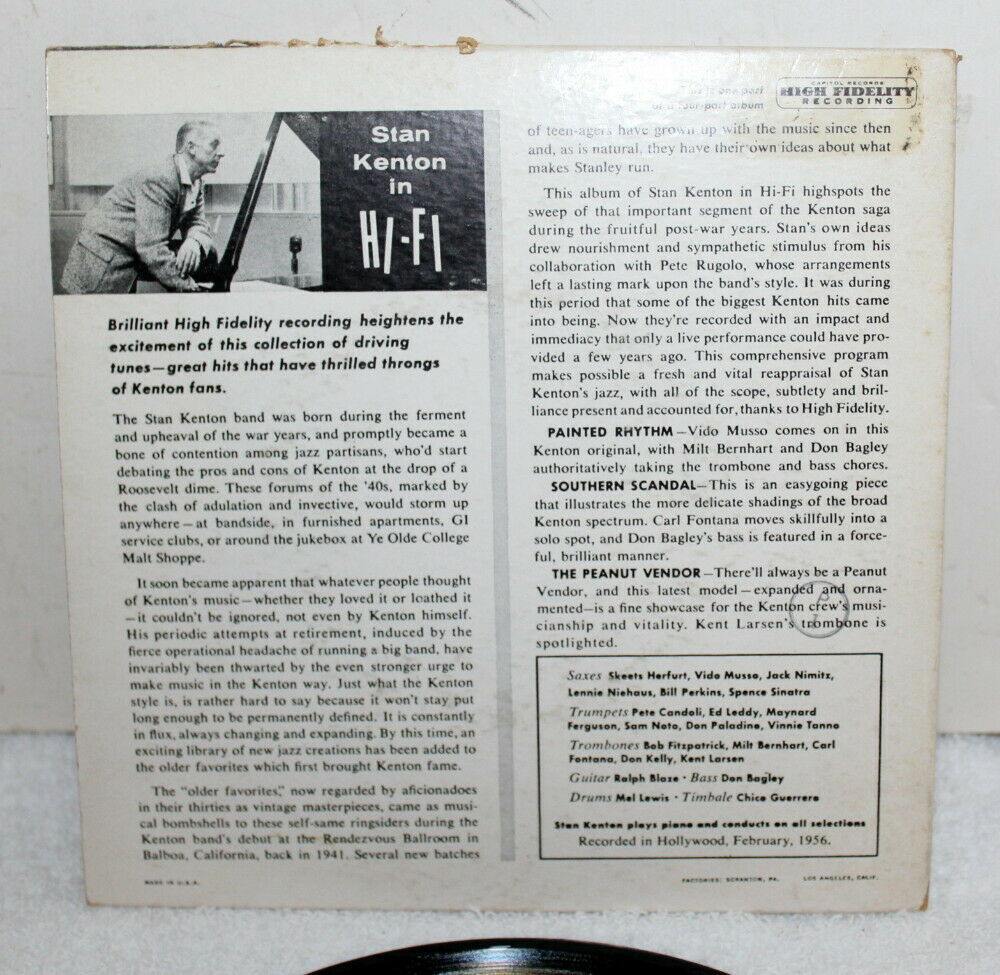 This is one part
of a four-part album
CAPITOL RECORDS
HIGH FIDELITY
RECORDING
Stan
Kenton
in
HI-FI
Brilliant High Fidelity recording heightens the
excitement of this collection of driving
tunes—great hits that have thrilled throngs
of Kenton fans.
The Stan Kenton band was born during the ferment
and upheaval of the war years, and promptly became a
bone of contention among jazz partisans, who'd start
debating the pros and cons of Kenton at the drop of a
Roosevelt dime. These forums of the '40s, marked by
the clash of adulation and invective, would storm up
anywhere—at bandside, in furnished apartments, GI
service clubs, or around the jukebox at Ye Olde College
Malt Shoppe.
It soon became apparent that whatever people thought
of Kenton's music—whether they loved it or loathed it
—it couldn't be ignored, not even by Kenton himself.
His periodic attempts at retirement, induced by the
fierce operational headache of running a big band, have
invariably been thwarted by the even stronger urge to
make music in the Kenton way. Just what the Kenton
style is, is rather hard to say because it won't stay put
long enough to be permanently defined. It is constantly
in flux, always changing and expanding. By this time, an
exciting library of new jazz creations has been added to
the older favorites which first brought Kenton fame.
The "older favorites," now regarded by aficionadoes
in their thirties as vintage masterpieces, came as musi-
cal bombshells to these self-same ringsiders during the
Kenton band's debut at the Rendezvous Ballroom in
Balboa, California, back in 1941. Several new batches
of teen-agers have grown up with the music since then
and, as is natural, they have their own ideas about what
makes Stanley run.
This album of Stan Kenton in Hi-Fi highspots the
sweep of that important segment of the Kenton saga
during the fruitful post-war years. Stan's own ideas
drew nourishment and sympathetic stimulus from his
collaboration with Pete Rugolo, whose arrangements
left a lasting mark upon the band's style. It was during
this period that some of the biggest Kenton hits came
into being. Now they're recorded with an impact and
immediacy that only a live performance could have pro-
vided a few years ago. This comprehensive program
makes possible a fresh and vital reappraisal of Stan
Kenton's jazz, with all of the scope, subtlety and bril-
liance present and accounted for, thanks to High Fidelity.
PAINTED RHYTHM—Vido Musso comes on in this
Kenton original, with Milt Bernhart and Don Bagley
authoritatively taking the trombone and bass chores.
SOUTHERN SCANDAL—This is an easygoing piece
that illustrates the more delicate shadings of the broad
Kenton spectrum. Carl Fontana moves skillfully into a
solo spot, and Don Bagley's bass is featured in a force-
ful, brilliant manner.
THE PEANUT VENDOR—There'll always be a Peanut
Vendor, and this latest model—expanded and orna-
mented—is a fine showcase for the Kenton crew's musi-
cianship and vitality. Kent Larsen's trombone is
spotlighted.
Saxes Skeets Herfurt, Vido Musso, Jack Nimitz,
Lennie Niehaus, Bill Perkins, Spence Sinatra
Trumpets Pete Candoli, Ed Leddy, Maynard
Ferguson, Sam Noto, Don Paladino, Vinnie Tanno
Trombones Bob Fitzpatrick, Milt Bernhart, Carl
Fontana, Don Kelly, Kent Larsen
Guitar Ralph Blaze · Bass Don Bagley
Drums Mel Lewis · Timbale Chico Guerrero
Stan Kenton plays piano and conducts on all selections
Recorded in Hollywood, February, 1956.
MADE IN U.S.A.
FACTORIES: SCRANTON, PA. LOS ANGELES, CALIF.